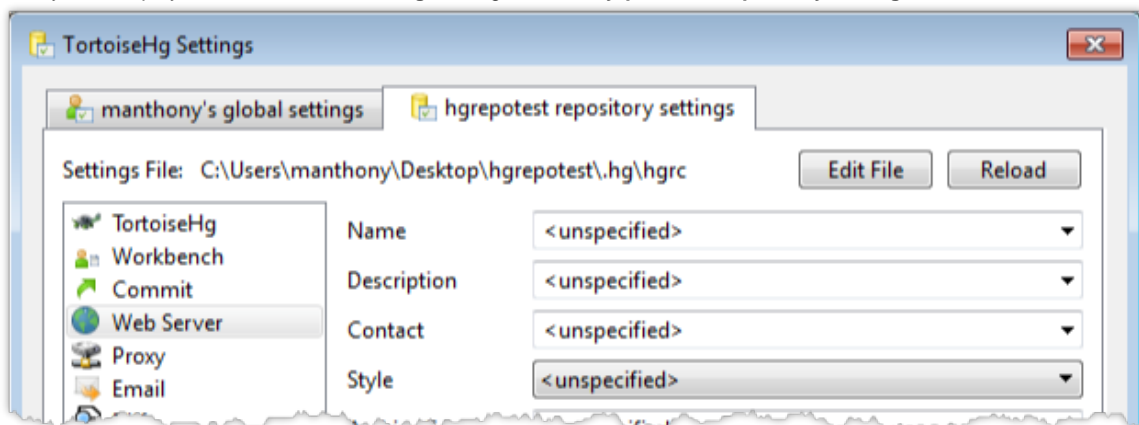 TortoiseHg Settings
manthony's global settings
hgrepotest repository settings
Settings File: C:\Users\manthony\Desktop\hgrepotest\.hg\hgrc
Edit File
Reload
TortoiseHg
Workbench
Commit
Web Server
Proxy
Email
Name <unspecified>
Description <unspecified>
Contact <unspecified>
Style <unspecified>